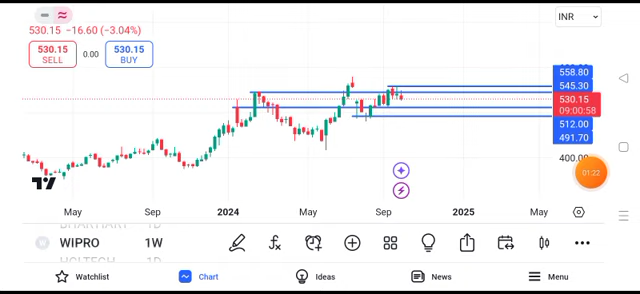 INR
530.15 −16.60 (−3.04%)
530.15
SELL
0.00
530.15
BUY
558.80
545.30
530.15
09:00:58
512.00
491.70
400.00
01:22
May
Sep
2024
May
Sep
2025
May
WIPRO
1W
Watchlist
Chart
Ideas
News
Menu